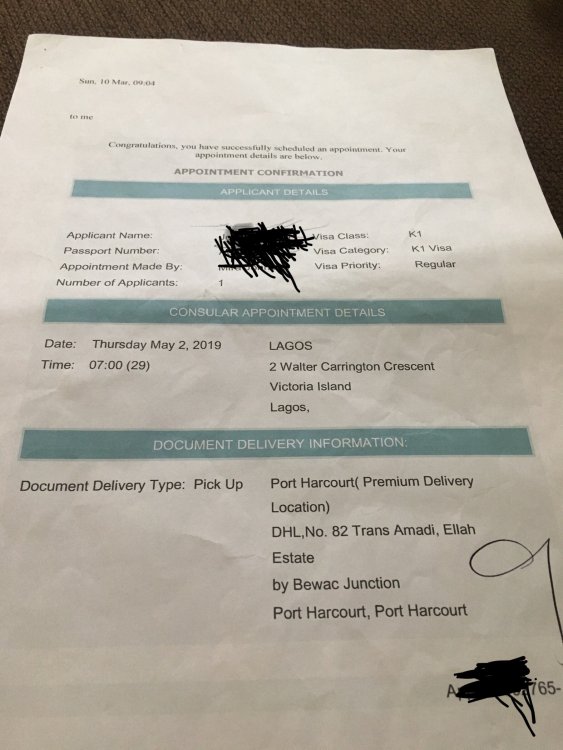 Sun, 10 Mar, 09:04
to me
Congratulations, you have successfully scheduled an appointment. Your
appointment details are below.
APPOINTMENT CONFIRMATION
APPLICANT DETAILS
Applicant Name:
Visa Class: K1
Passport Number:
Visa Category: K1 Visa
Appointment Made By:
Visa Priority: Regular
Number of Applicants: 1
CONSULAR APPOINTMENT DETAILS
Date: Thursday May 2, 2019 LAGOS
Time: 07:00 (29) 2 Walter Carrington Crescent
Victoria Island
Lagos,
DOCUMENT DELIVERY INFORMATION:
Document Delivery Type: Pick Up Port Harcourt( Premium Delivery
Location)
DHL,No. 82 Trans Amadi, Ellah
Estate
by Bewac Junction
Port Harcourt, Port Harcourt
765-